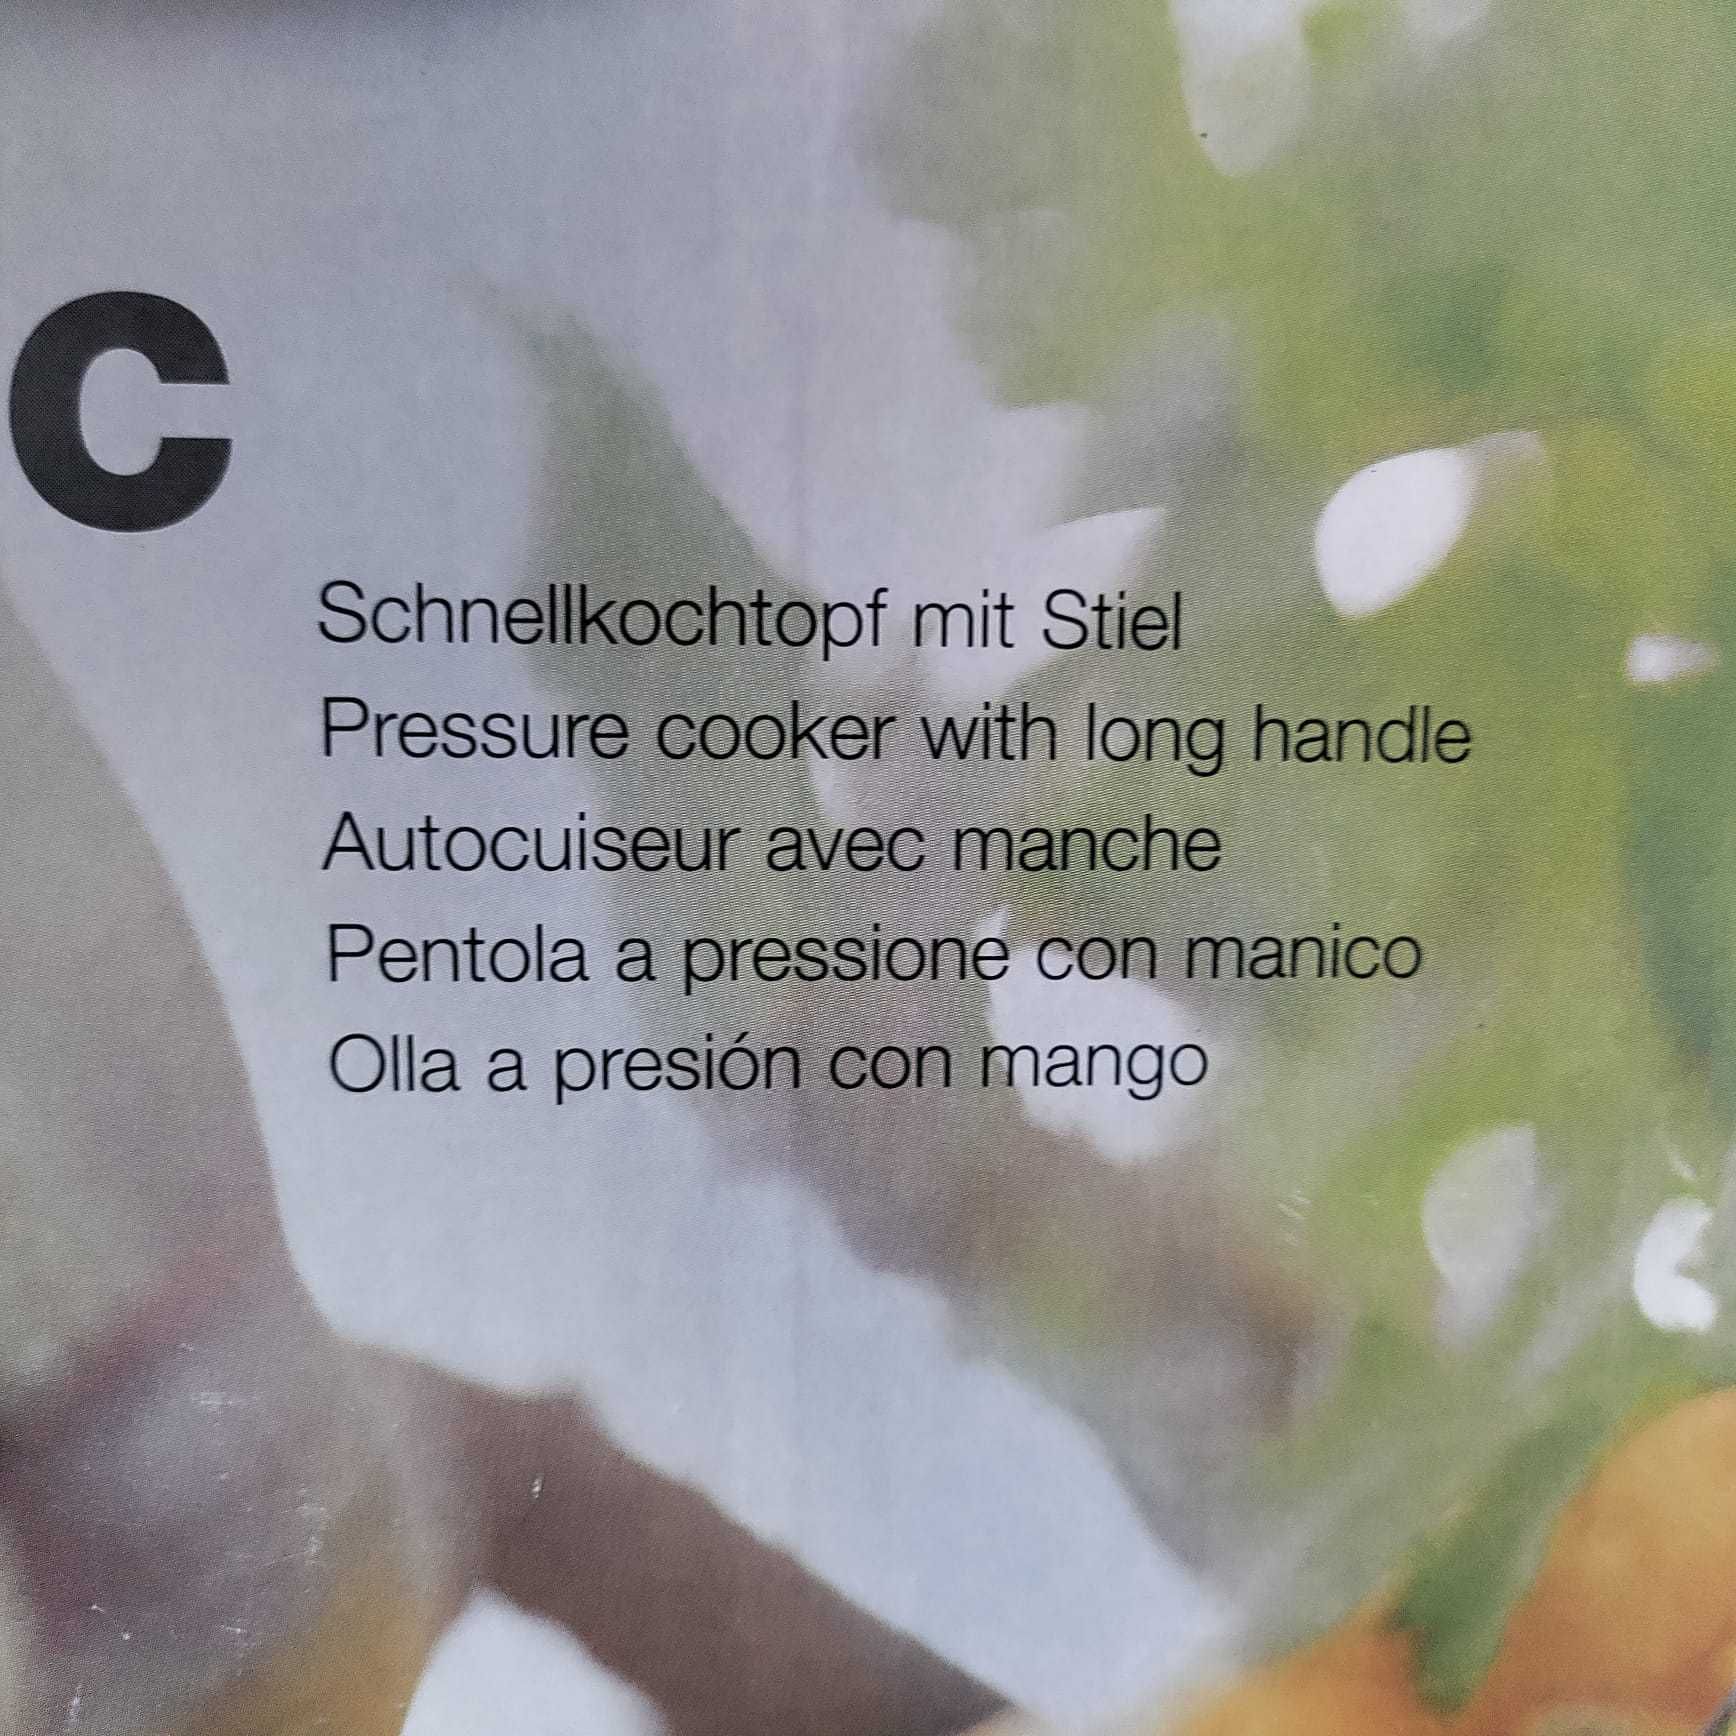 c
Schnellkochtopf mit Stiel
Pressure cooker with long handle
Autocuiseur avec manche
Pentola a pressione con manico
Olla a presión con mango